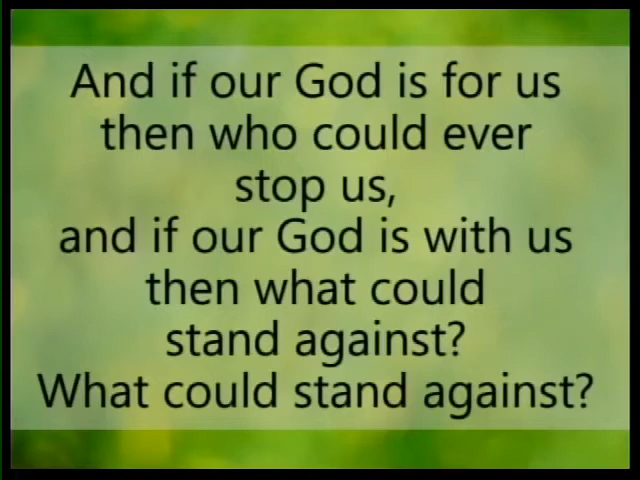 And if our God is for us
then who could ever
stop us,
and if our God is with us
then what could
stand against?
What could stand against?